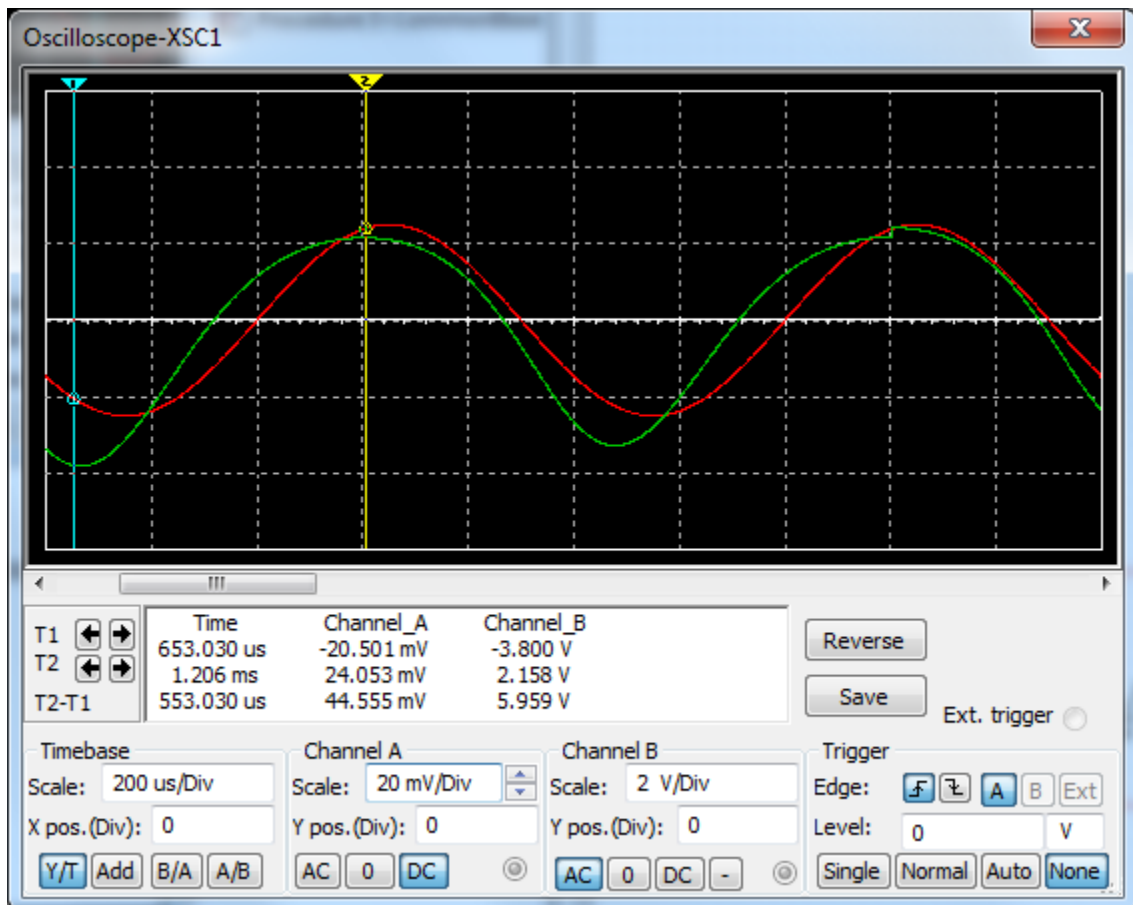 Oscilloscope-XSC1
x
1 2
Time Channel_A Channel_B
T1 653.030 us -20.501 mV -3.800 V
T2 1.206 ms 24.053 mV 2.158 V
T2-T1 553.030 us 44.555 mV 5.959 V
Reverse
Save
Ext. trigger
Timebase
Scale: 200 us/Div
X pos.(Div): 0
Y/T Add B/A A/B
Channel A
Scale: 20 mV/Div
Y pos.(Div): 0
AC 0 DC
Channel B
Scale: 2 V/Div
Y pos.(Div): 0
AC 0 DC -
Trigger
Edge: A B Ext
Level: 0 V
Single Normal Auto None